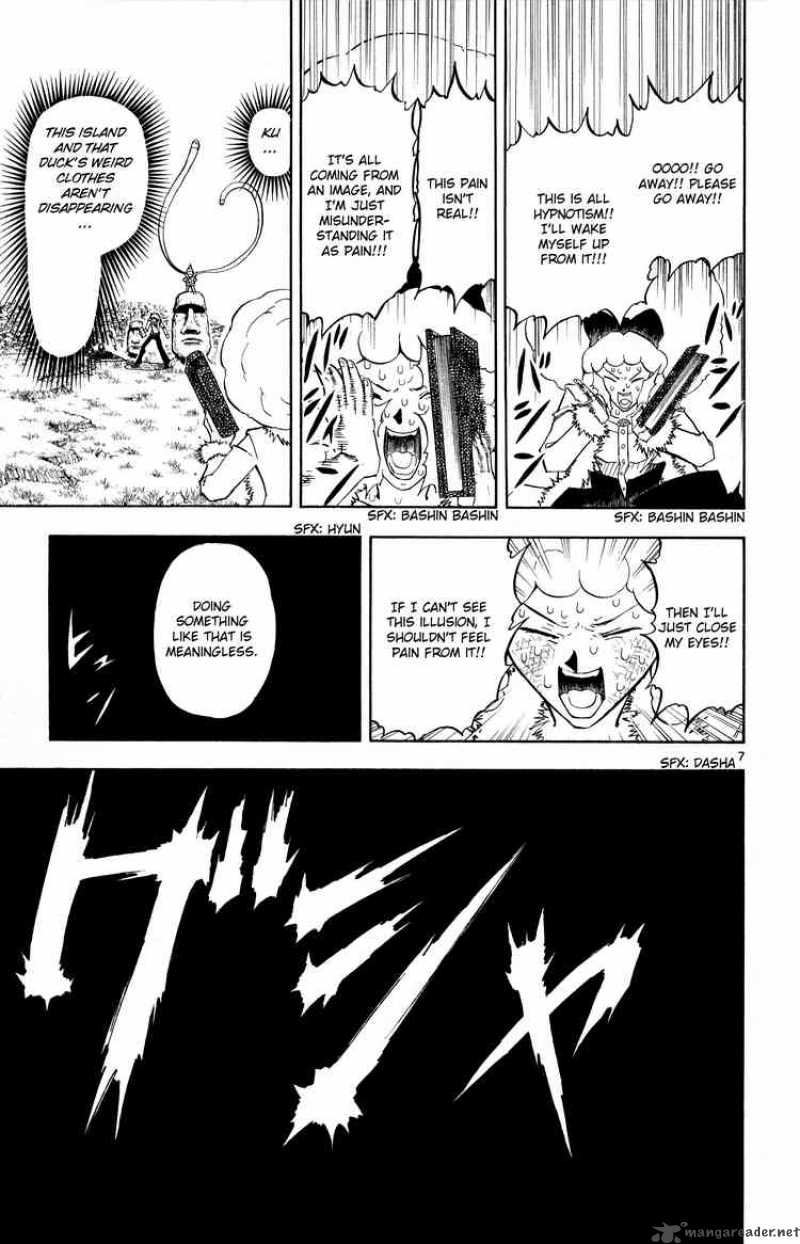 OOOO!! GO
AWAY!! PLEASE
GO AWAY!!
THIS IS ALL
HYPNOTISM!!
I'LL WAKE
MYSELF UP
FROM IT!!!
SFX: BASHIN BASHIN
THIS PAIN
ISN'T
REAL!!
IT'S ALL
COMING FROM
AN IMAGE, AND
I'M JUST
MISUNDER-
STANDING IT
AS PAIN!!!
SFX: BASHIN BASHIN
KU
...
THIS ISLAND
AND THAT
DUCK'S WEIRD
CLOTHES
AREN'T
DISAPPEARING
...
SFX: HYUN
THEN I'LL
JUST CLOSE
MY EYES!!
IF I CAN'T SEE
THIS ILLUSION, I
SHOULDN'T FEEL
PAIN FROM IT!!
DOING
SOMETHING
LIKE THAT IS
MEANINGLESS.
SFX: DASHA
7
ダシャ
mangareader.net